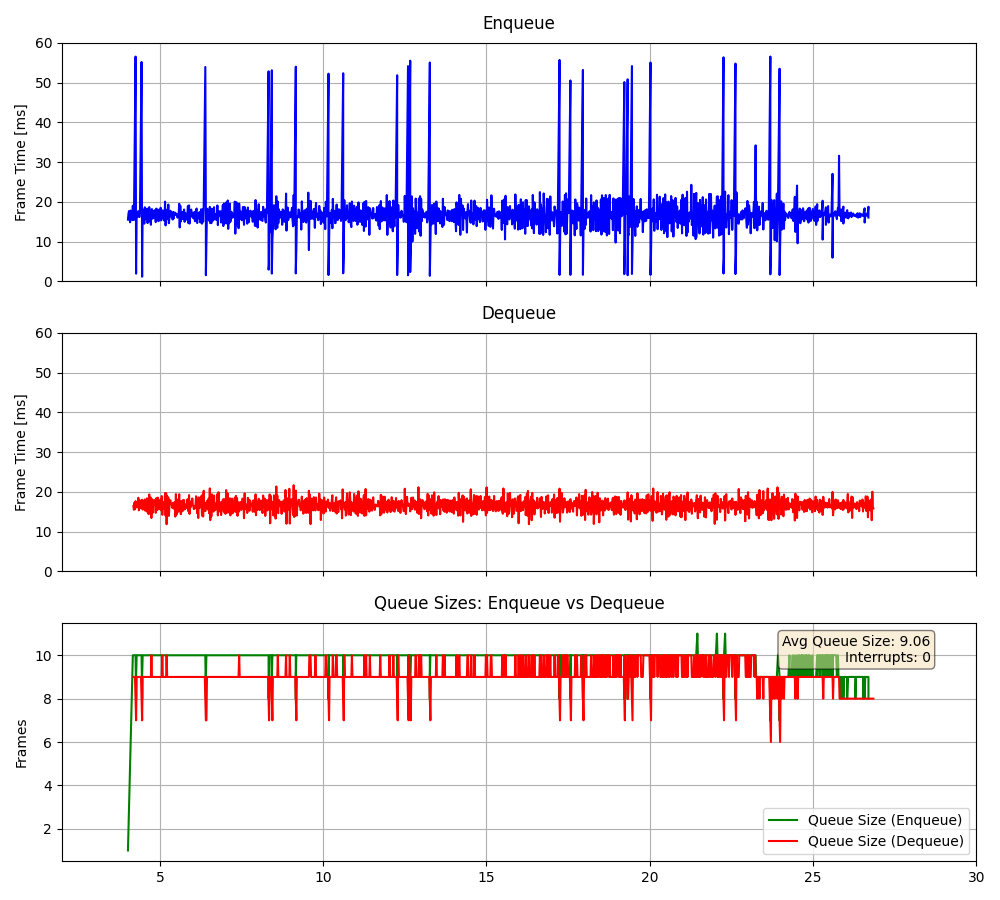 Enqueue
Frame Time [ms]
60
50
40
30
20
10
0
Dequeue
Frame Time [ms]
60
50
40
30
20
10
0
Queue Sizes: Enqueue vs Dequeue
Frames
10
8
6
4
2
Avg Queue Size: 9.06
Interrupts: 0
Queue Size (Enqueue)
Queue Size (Dequeue)
5 10 15 20 25 30